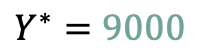 Y* = 9000